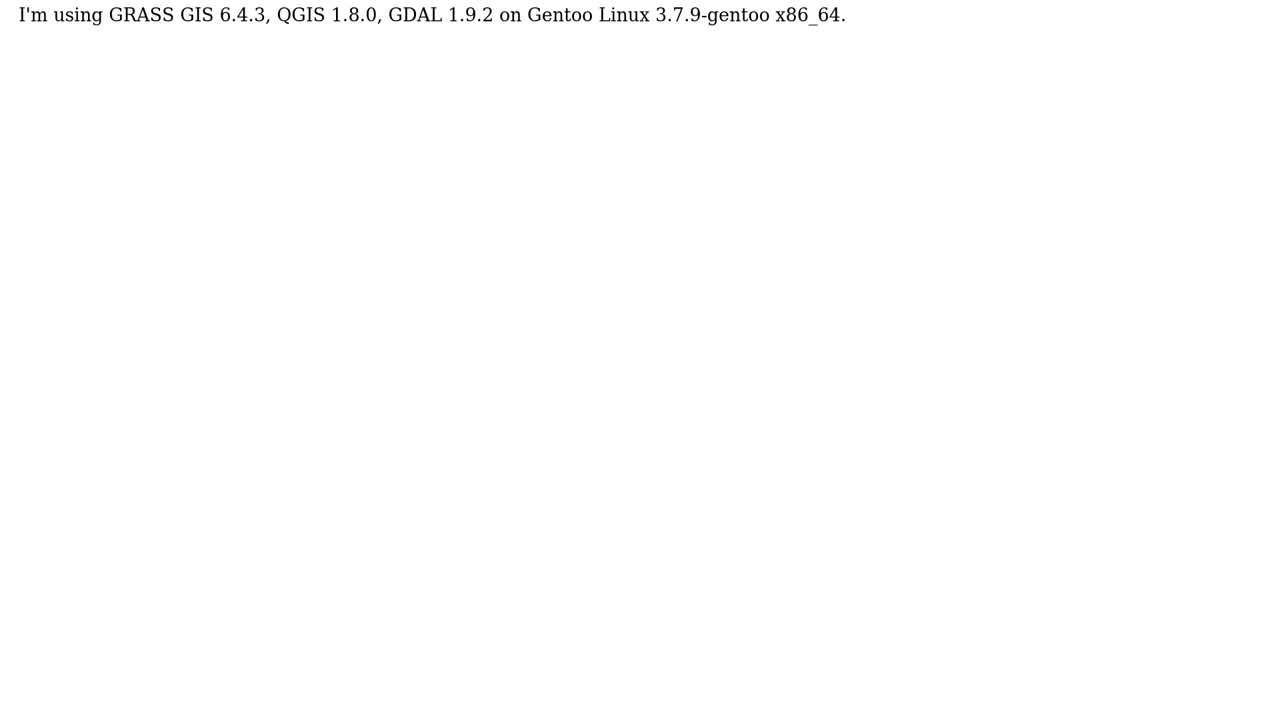 I'm using GRASS GIS 6.4.3, QGIS 1.8.0, GDAL 1.9.2 on Gentoo Linux 3.7.9-gentoo x86_64.